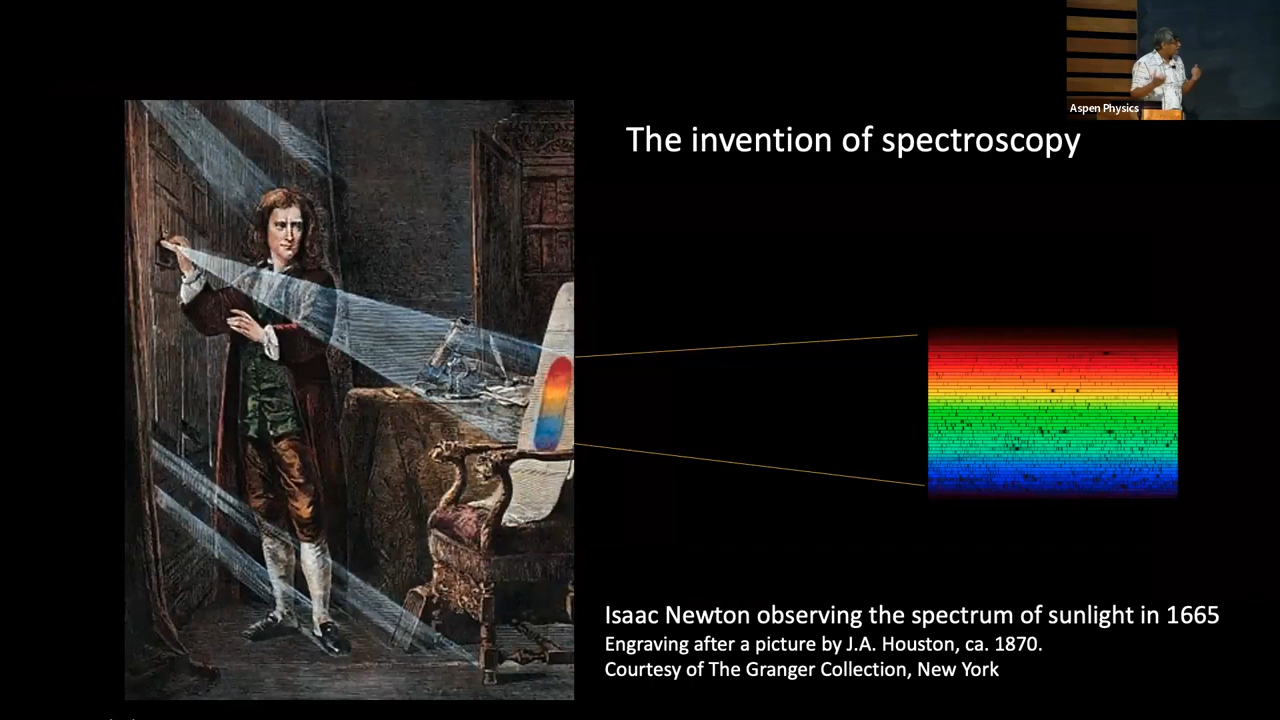 Aspen Physics
The invention of spectroscopy
Isaac Newton observing the spectrum of sunlight in 1665
Engraving after a picture by J.A. Houston, ca. 1870.
Courtesy of The Granger Collection, New York